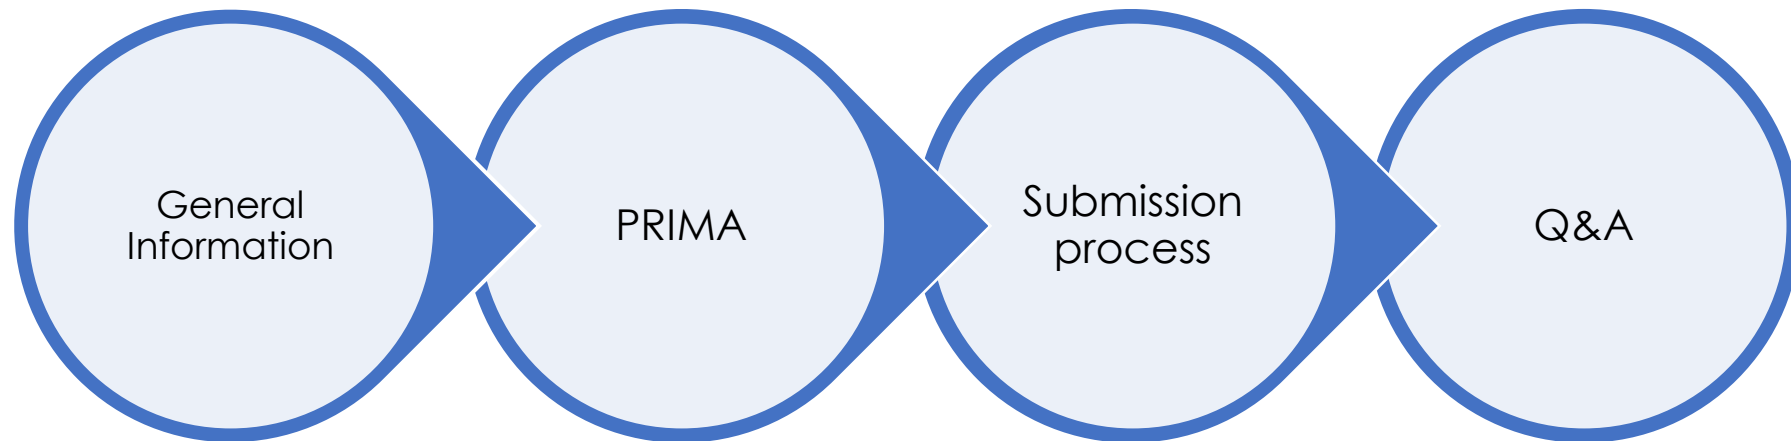 General
Information
PRIMA
Submission
process
Q&A